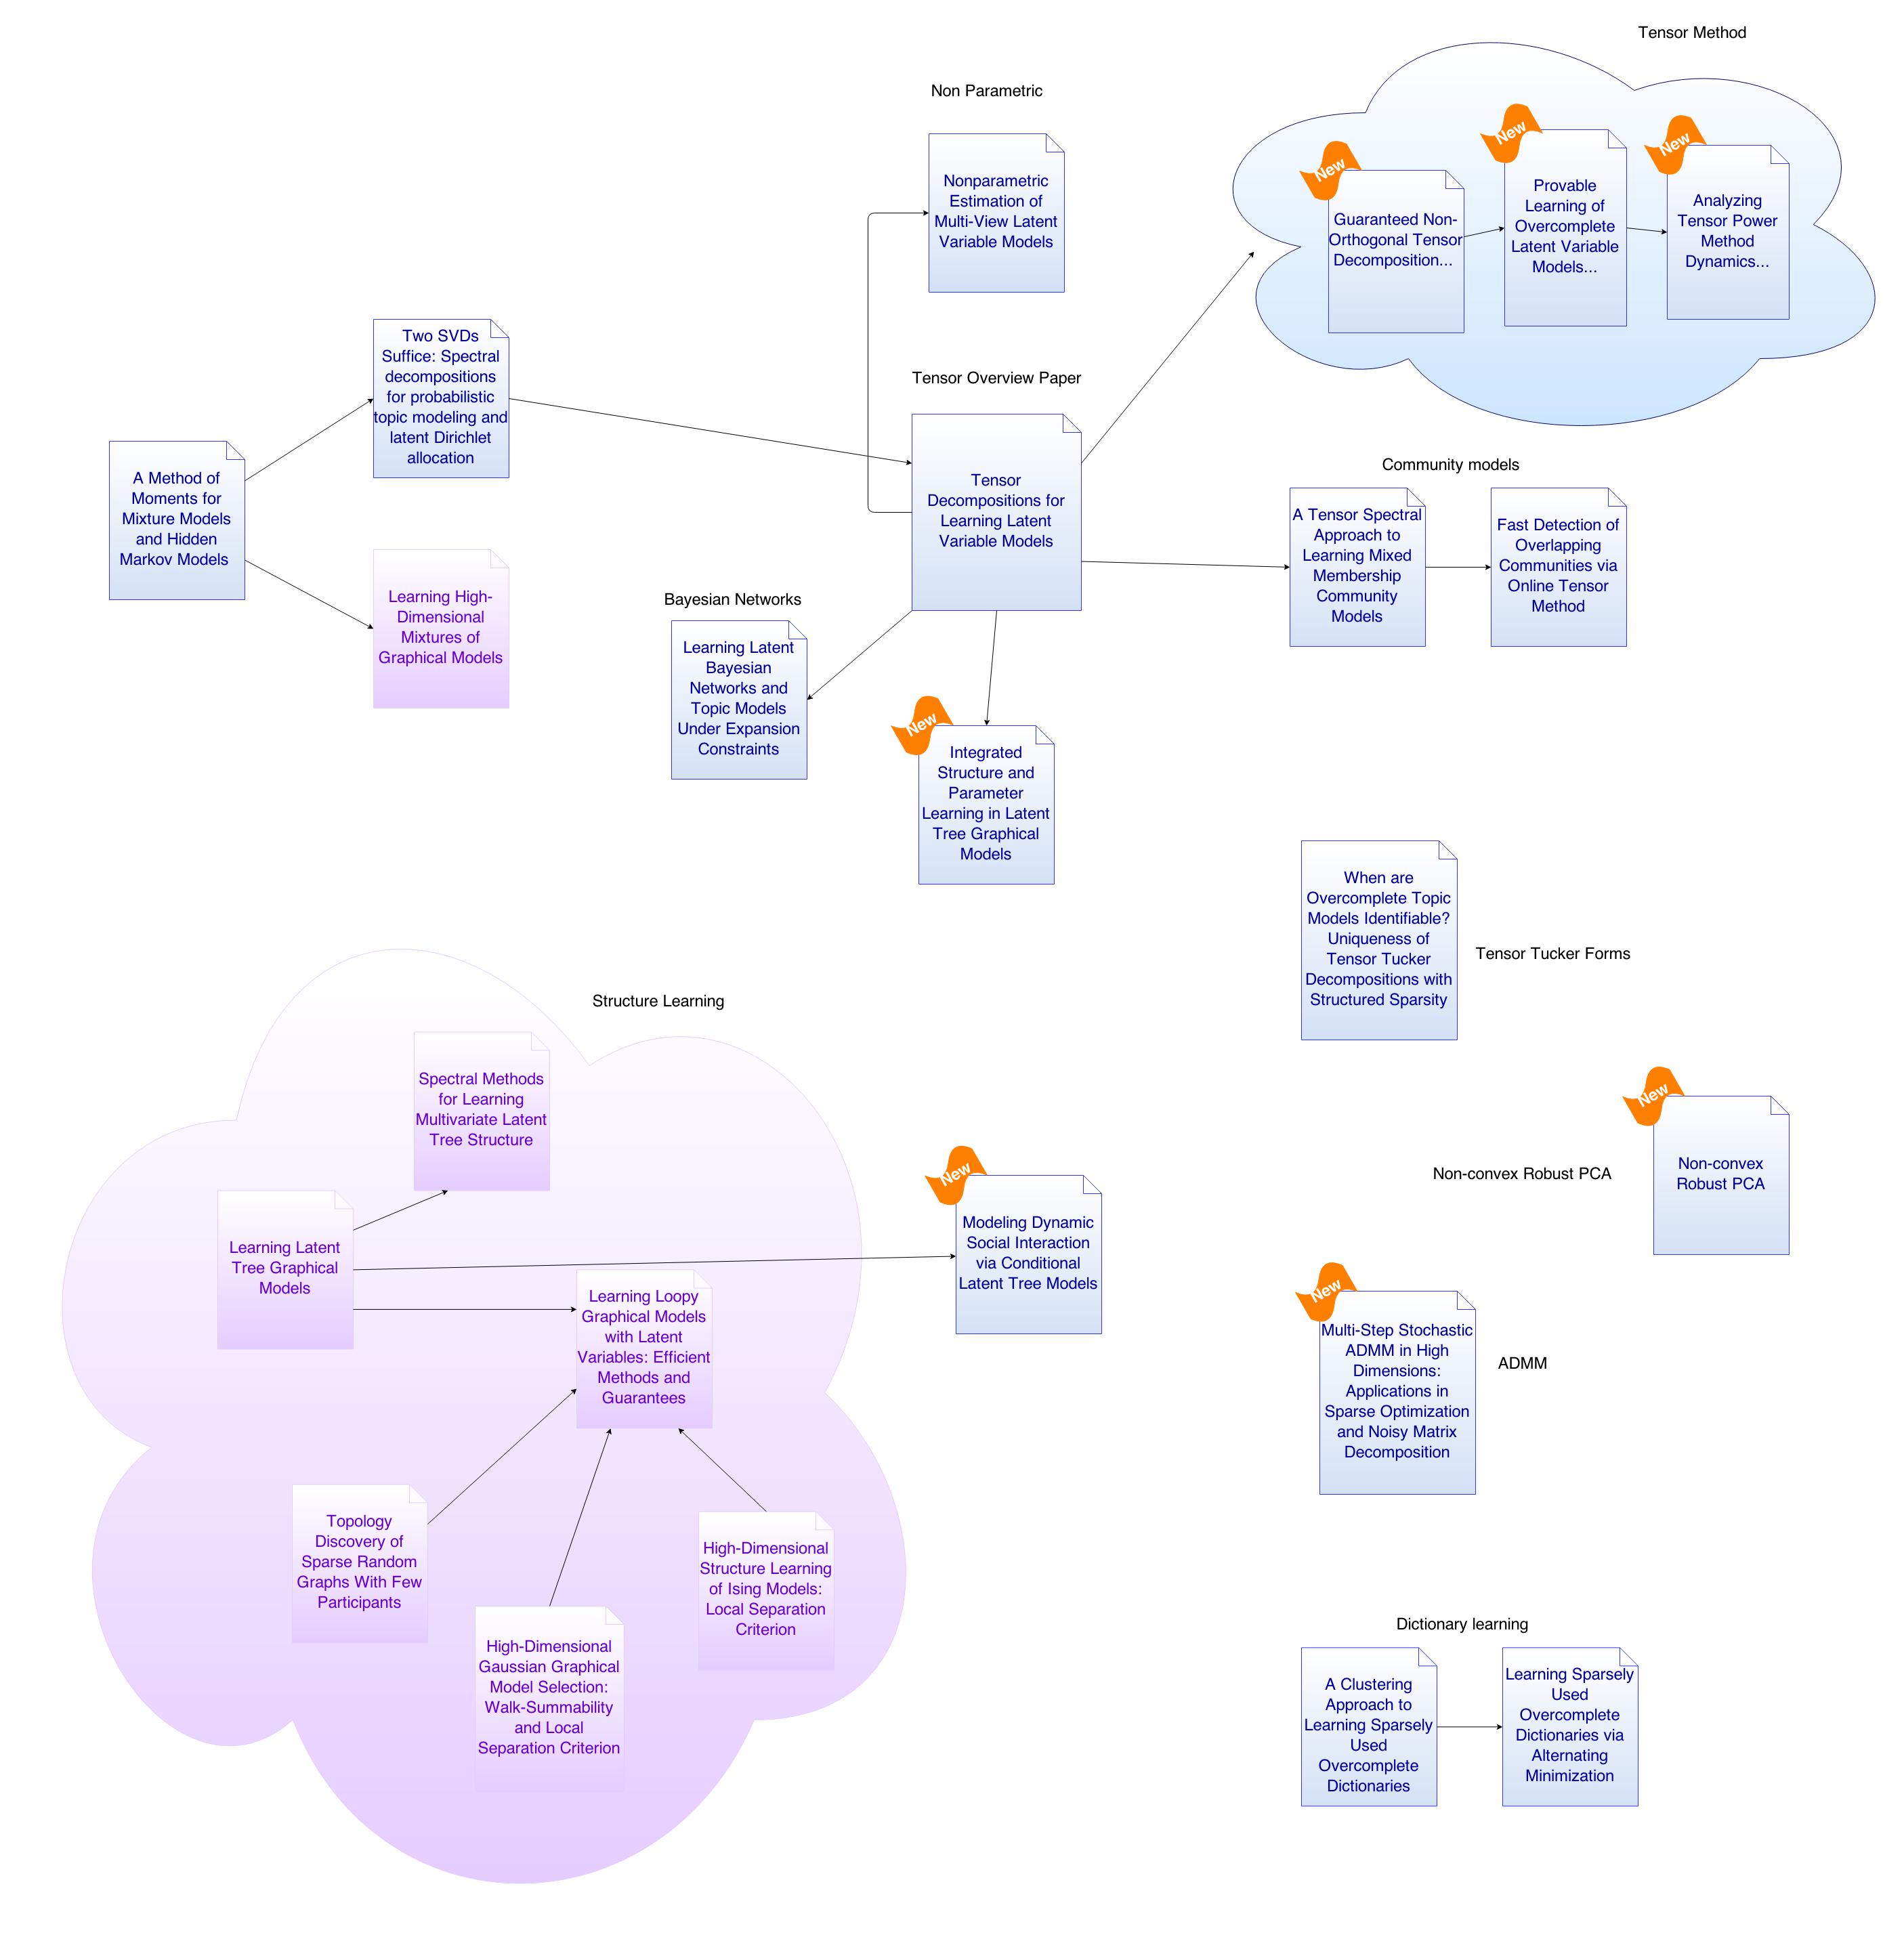 Tensor Method
Non Parametric
New
New
New
Nonparametric
Estimation of
Multi-View Latent
Variable Models
Guaranteed Non-
Orthogonal Tensor
Decomposition...
Provable
Learning of
Overcomplete
Latent Variable
Models...
Analyzing
Tensor Power
Method
Dynamics...
Two SVDs
Suffice: Spectral
decompositions
for probabilistic
topic modeling and
latent Dirichlet
allocation
Tensor Overview Paper
A Method of
Moments for
Mixture Models
and Hidden
Markov Models
Tensor
Decompositions for
Learning Latent
Variable Models
Community models
A Tensor Spectral
Approach to
Learning Mixed
Membership
Community
Models
Fast Detection of
Overlapping
Communities via
Online Tensor
Method
Learning High-
Dimensional
Mixtures of
Graphical Models
Bayesian Networks
Learning Latent
Bayesian
Networks and
Topic Models
Under Expansion
Constraints
New
Integrated
Structure and
Parameter
Learning in Latent
Tree Graphical
Models
When are
Overcomplete Topic
Models Identifiable?
Uniqueness of
Tensor Tucker
Decompositions with
Structured Sparsity
Tensor Tucker Forms
Structure Learning
Spectral Methods
for Learning
Multivariate Latent
Tree Structure
New
Non-convex Robust PCA
Non-convex
Robust PCA
Learning Latent
Tree Graphical
Models
New
Modeling Dynamic
Social Interaction
via Conditional
Latent Tree Models
Learning Loopy
Graphical Models
with Latent
Variables: Efficient
Methods and
Guarantees
New
Multi-Step Stochastic
ADMM in High
Dimensions:
Applications in
Sparse Optimization
and Noisy Matrix
Decomposition
ADMM
Topology
Discovery of
Sparse Random
Graphs With Few
Participants
High-Dimensional
Structure Learning
of Ising Models:
Local Separation
Criterion
High-Dimensional
Gaussian Graphical
Model Selection:
Walk-Summability
and Local
Separation Criterion
Dictionary learning
A Clustering
Approach to
Learning Sparsely
Used
Overcomplete
Dictionaries
Learning Sparsely
Used
Overcomplete
Dictionaries via
Alternating
Minimization